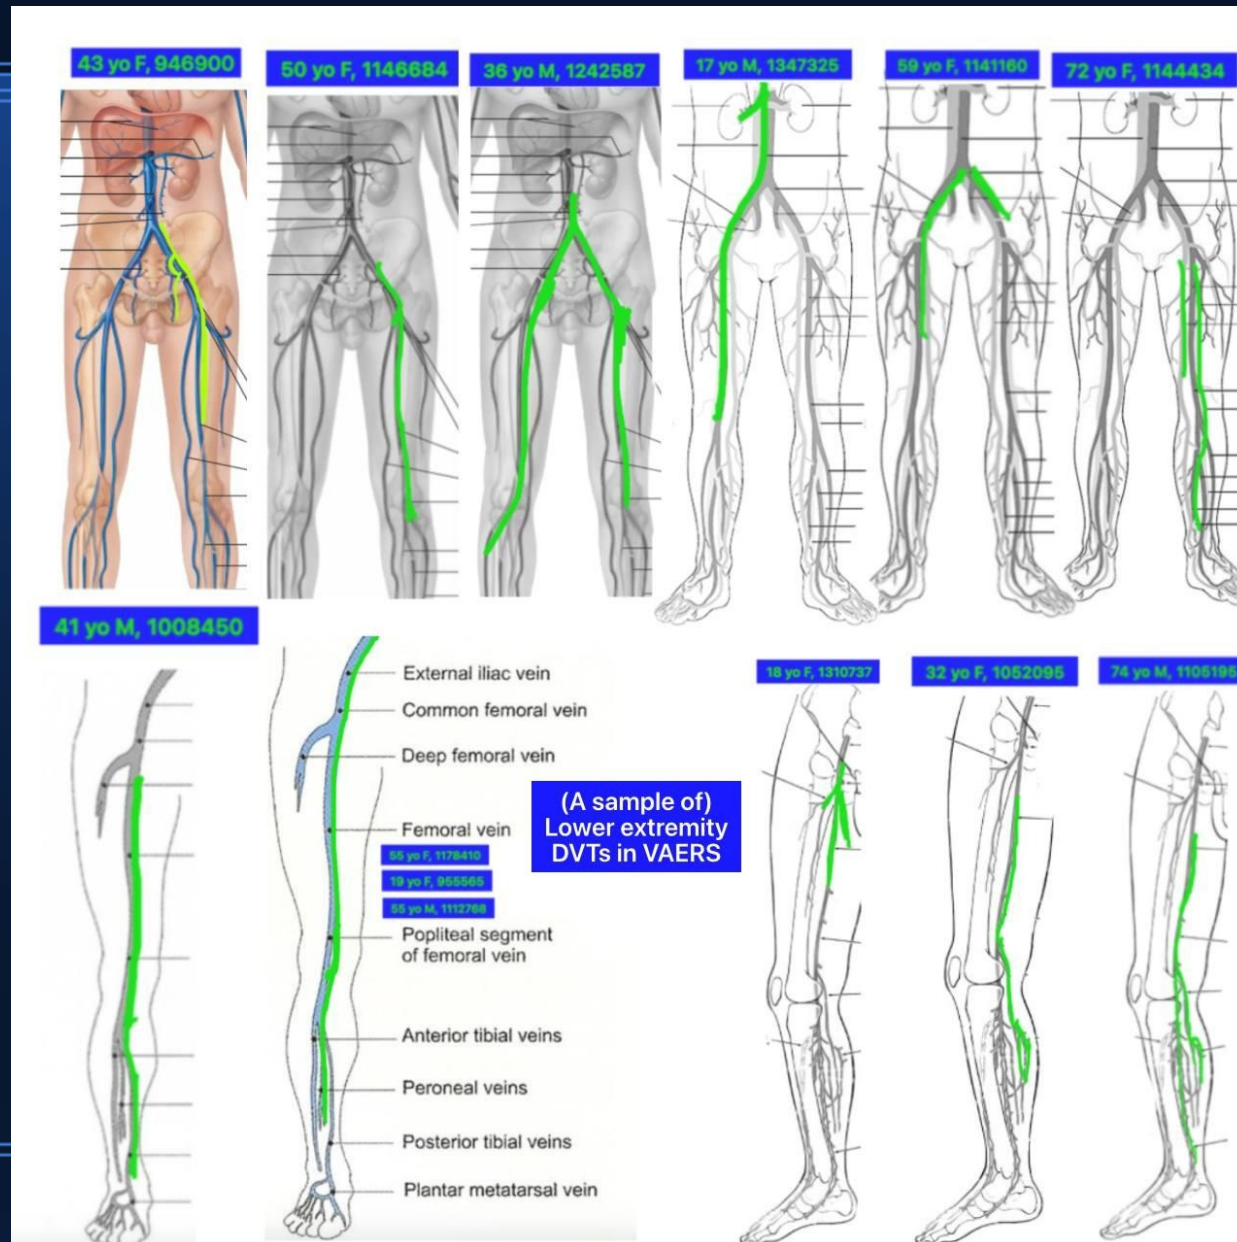 43 yo F, 946900
50 yo F, 1146684
36 yo M, 1242587
17 yo M, 1347325
59 yo F, 1141160
72 yo F, 1144434
41 yo M, 1008450
External iliac vein
Common femoral vein
Deep femoral vein
Femoral vein
55 yo F, 1178410
19 yo F, 955565
55 yo M, 1112768
Popliteal segment
of femoral vein
Anterior tibial veins
Peroneal veins
Posterior tibial veins
Plantar metatarsal vein
(A sample of)
Lower extremity
DVTs in VAERS
18 yo F, 1310737
32 yo F, 1052095
74 yo M, 1105195